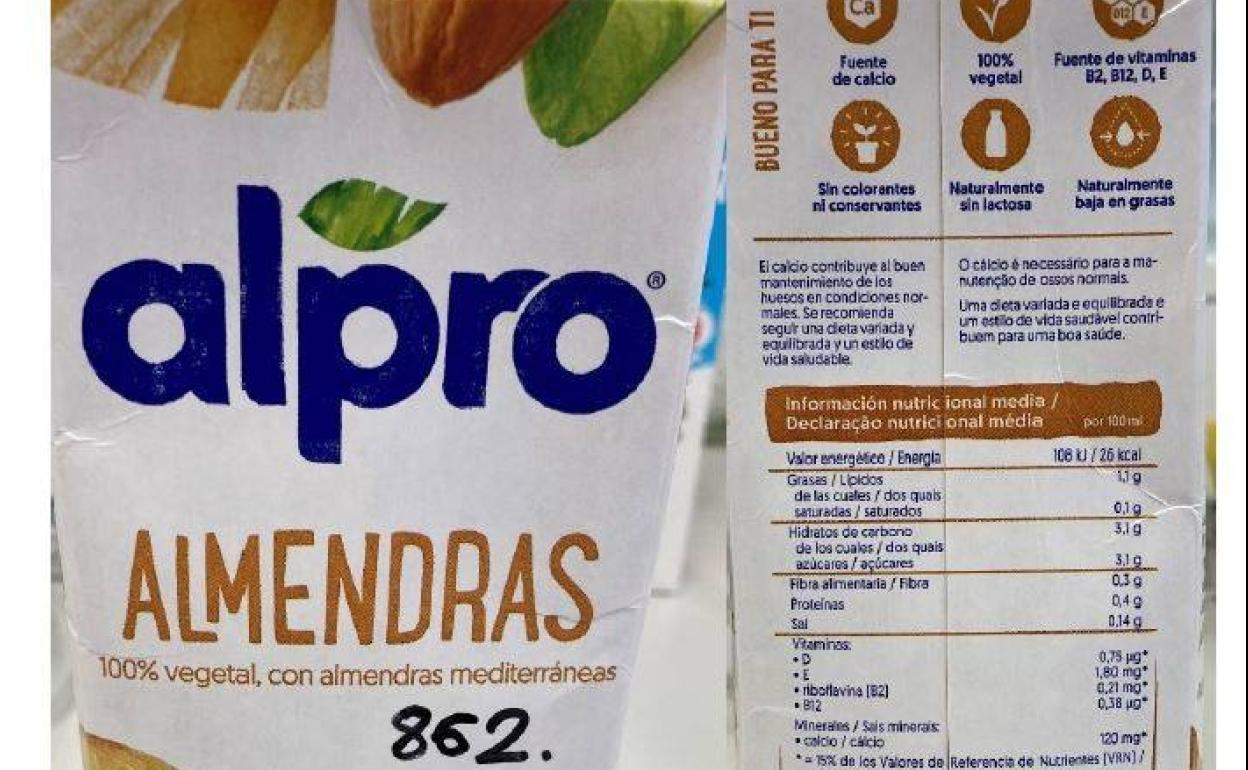 alpro®
ALMENDRAS
100% vegetal, con almendras mediterráneas
862.
BUENO PARA TI
Ca
B12 E
Fuente
de calcio
100%
vegetal
Fuente de vitaminas
B2, B12, D, E
Sin colorantes
ni conservantes
Naturalmente
sin lactosa
Naturalmente
baja en grasas
El calcio contribuye al buen
mantenimiento de los
huesos en condiciones nor-
males. Se recomienda
seguir una dieta variada y
equilibrada y un estilo de
vida saludable.
O cálcio é necessário para a ma-
nutenção de ossos normais.
Uma dieta variada e equilibrada e
um estilo de vida saudável contri-
buem para uma boa saúde.
Información nutricional media /
Declaração nutricional média por 100ml
Valor energético / Energia 108 kJ / 26 kcal
Grasas / Lípidos 1,1 g
de las cuales / dos quais
saturadas / saturados 0,1 g
Hidratos de carbono 3,1 g
de los cuales / dos quais
azúcares / açúcares 3,1 g
Fibra alimentaria / Fibra 0,3 g
Proteínas 0,4 g
Sal 0,14 g
Vitaminas:
• D 0,75 µg*
• E 1,80 mg*
• riboflavina (B2) 0,21 mg*
• B12 0,38 µg*
Minerales / Sais minerais:
• calcio / cálcio 120 mg*
* = 15% de los Valores de Referencia de Nutrientes (VRN) /